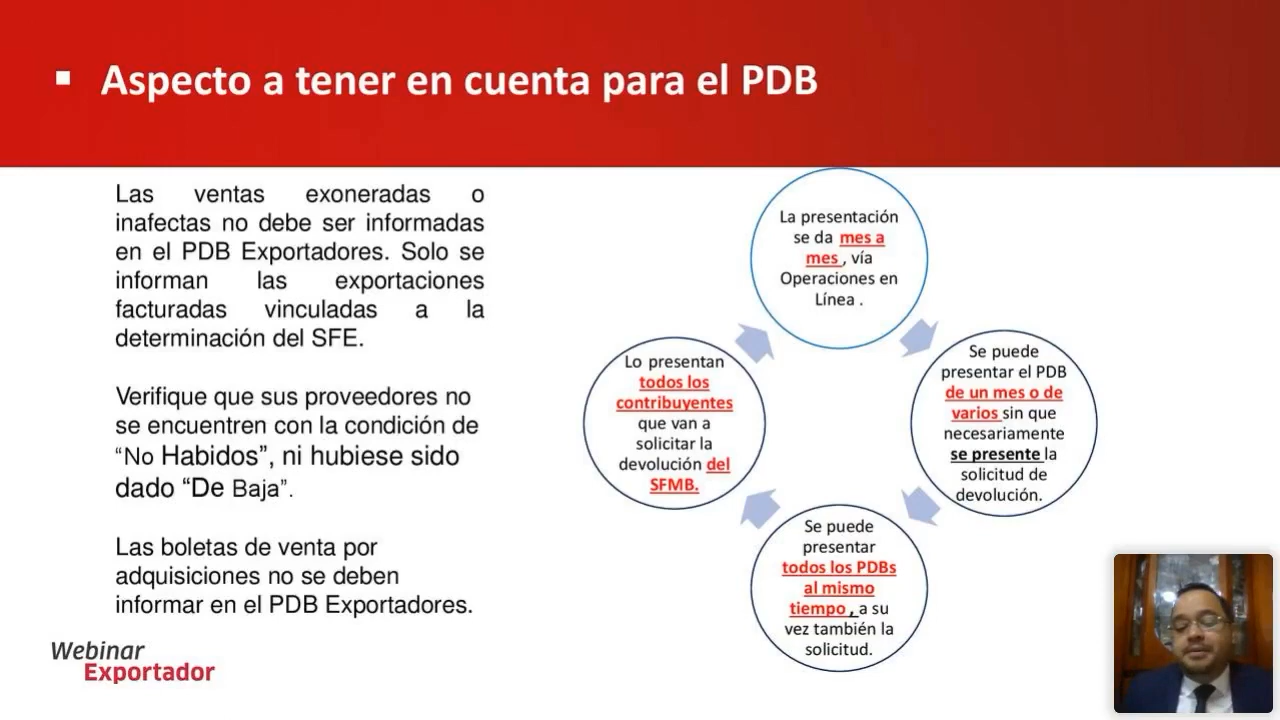 ▪ Aspecto a tener en cuenta para el PDB
Las ventas exoneradas o
inafectas no debe ser informadas
en el PDB Exportadores. Solo se
informan las exportaciones
facturadas vinculadas a la
determinación del SFE.
Verifique que sus proveedores no
se encuentren con la condición de
“No Habidos”, ni hubiese sido
dado “De Baja”.
Las boletas de venta por
adquisiciones no se deben
informar en el PDB Exportadores.
La presentación
se da mes a
mes , vía
Operaciones en
Línea .
Se puede
presentar el PDB
de un mes o de
varios sin que
necesariamente
se presente la
solicitud de
devolución.
Se puede
presentar
todos los PDBs
al mismo
tiempo , a su
vez también la
solicitud.
Lo presentan
todos los
contribuyentes
que van a
solicitar la
devolución del
SFMB.
Webinar
Exportador